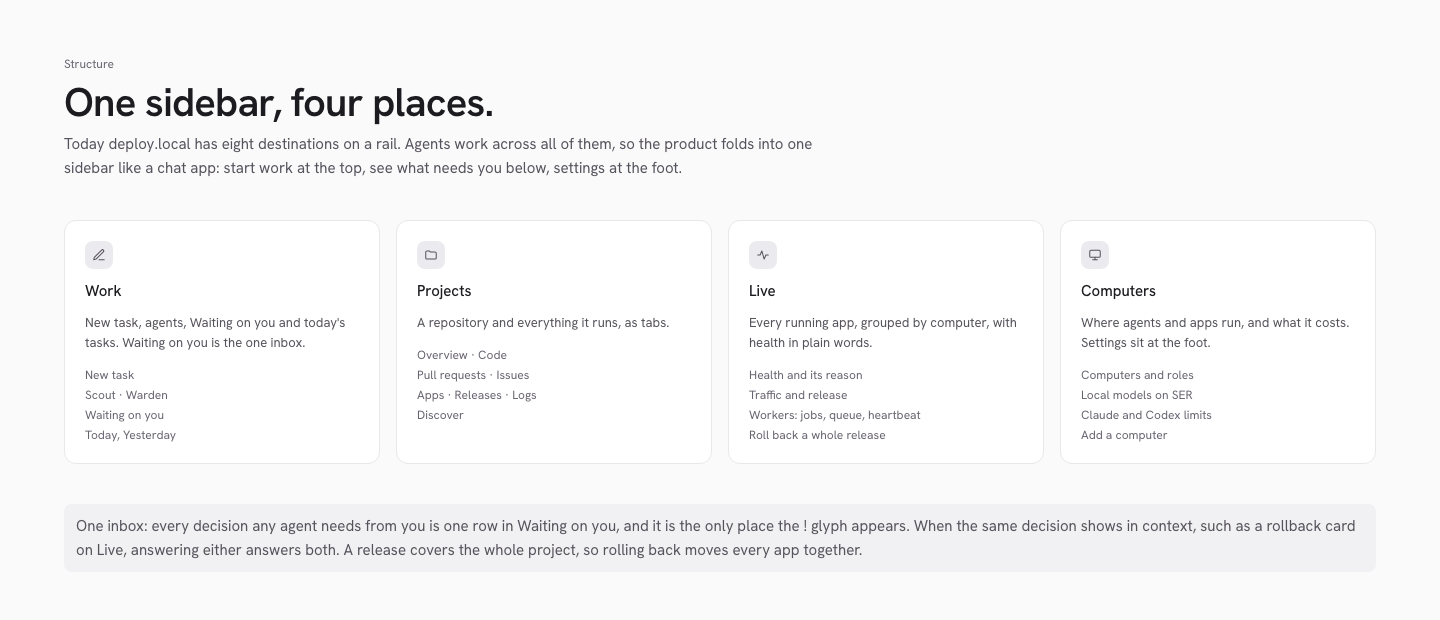 Structure
One sidebar, four places.
Today deploy.local has eight destinations on a rail. Agents work across all of them, so the product folds into one
sidebar like a chat app: start work at the top, see what needs you below, settings at the foot.
Work
New task, agents, Waiting on you and today's
tasks. Waiting on you is the one inbox.
New task
Scout · Warden
Waiting on you
Today, Yesterday
Projects
A repository and everything it runs, as tabs.
Overview · Code
Pull requests · Issues
Apps · Releases · Logs
Discover
Live
Every running app, grouped by computer, with
health in plain words.
Health and its reason
Traffic and release
Workers: jobs, queue, heartbeat
Roll back a whole release
Computers
Where agents and apps run, and what it costs.
Settings sit at the foot.
Computers and roles
Local models on SER
Claude and Codex limits
Add a computer
One inbox: every decision any agent needs from you is one row in Waiting on you, and it is the only place the ! glyph appears. When the same decision shows in context, such as a rollback card
on Live, answering either answers both. A release covers the whole project, so rolling back moves every app together.